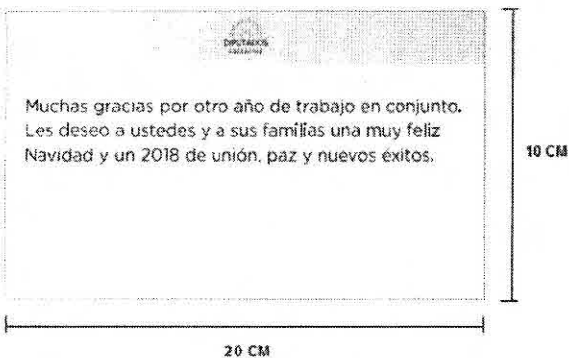 DIPUTADOS
Muchas gracias por otro año de trabajo en conjunto.
Les deseo a ustedes y a sus familias una muy feliz
Navidad y un 2018 de unión, paz y nuevos éxitos.
10 CM
20 CM